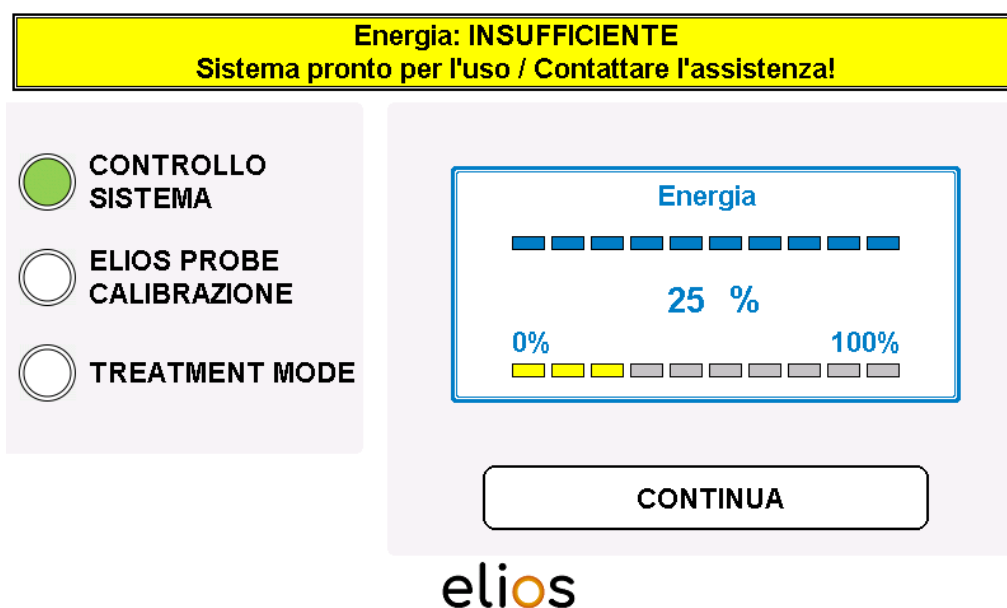 Energia: INSUFFICIENTE
Sistema pronto per l'uso / Contattare l'assistenza!
CONTROLLO
SISTEMA
ELIOS PROBE
CALIBRAZIONE
TREATMENT MODE
Energia
25 %
0% 100%
CONTINUA
elios